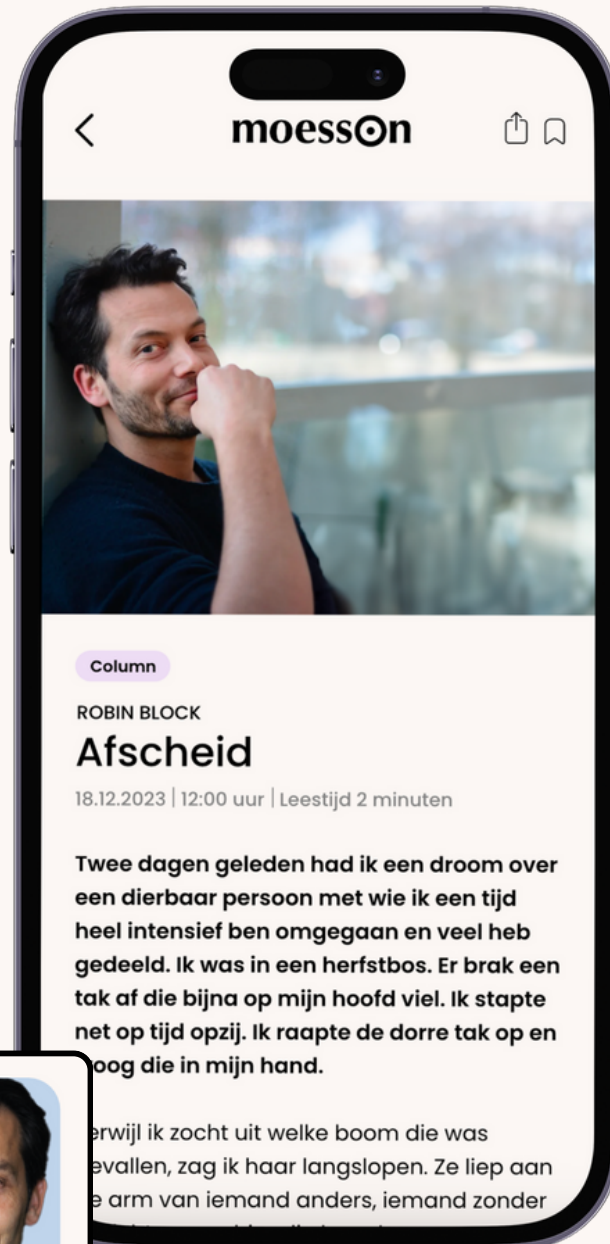 moesson
Column
ROBIN BLOCK
Afscheid
18.12.2023 | 12:00 uur | Leestijd 2 minuten
Twee dagen geleden had ik een droom over
een dierbaar persoon met wie ik een tijd
heel intensief ben omgegaan en veel heb
gedeeld. Ik was in een herfstbos. Er brak een
tak af die bijna op mijn hoofd viel. Ik stapte
net op tijd opzij. Ik raapte de dorre tak op en
oog die in mijn hand.
erwijl ik zocht uit welke boom die was
evallen, zag ik haar langslopen. Ze liep aan
e arm van iemand anders, iemand zonder